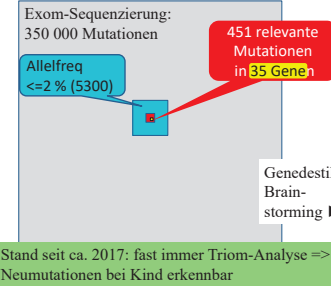 Exom-Sequenzierung:
350 000 Mutationen
451 relevante
Mutationen
in 35 Genen
Allelfreq
<=2 % (5300)
Brain-
storming
Stand seit ca. 2017: fast immer Triom-Analyse =>
Neumutationen bei Kind erkennbar